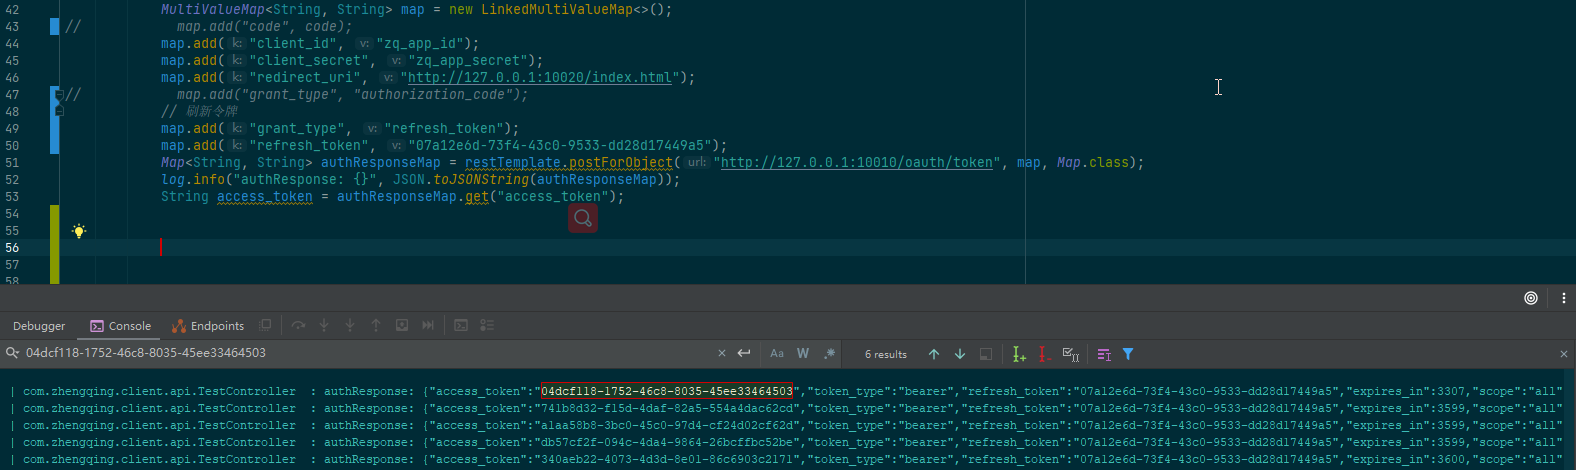 42 MultiValueMap<String, String> map = new LinkedMultiValueMap<>();
43 // map.add("code", code);
44 map.add( k: "client_id", v: "zq_app_id");
45 map.add( k: "client_secret", v: "zq_app_secret");
46 map.add( k: "redirect_uri", v: "http://127.0.0.1:10020/index.html");
47 // map.add("grant_type", "authorization_code");
48 // 刷新令牌
49 map.add( k: "grant_type", v: "refresh_token");
50 map.add( k: "refresh_token", v: "07a12e6d-73f4-43c0-9533-dd28d17449a5");
51 Map<String, String> authResponseMap = restTemplate.postForObject( url: "http://127.0.0.1:10010/oauth/token", map, Map.class);
52 log.info("authResponse: {}", JSON.toJSONString(authResponseMap));
53 String access_token = authResponseMap.get("access_token");
54
55
56
57
58
Debugger Console Endpoints
04dcf118-1752-46c8-8035-45ee33464503 Aa W .* 6 results
| com.zhengqing.client.api.TestController : authResponse: {"access_token":"04dcf118-1752-46c8-8035-45ee33464503","token_type":"bearer","refresh_token":"07a12e6d-73f4-43c0-9533-dd28d17449a5","expires_in":3307,"scope":"all"
| com.zhengqing.client.api.TestController : authResponse: {"access_token":"741b8d32-f15d-4daf-82a5-554a4dac62cd","token_type":"bearer","refresh_token":"07a12e6d-73f4-43c0-9533-dd28d17449a5","expires_in":3599,"scope":"all"
| com.zhengqing.client.api.TestController : authResponse: {"access_token":"a1aa58b8-3bc0-45c0-97d4-cf24d02cf62d","token_type":"bearer","refresh_token":"07a12e6d-73f4-43c0-9533-dd28d17449a5","expires_in":3599,"scope":"all"
| com.zhengqing.client.api.TestController : authResponse: {"access_token":"db57cf2f-094c-4da4-9864-26bcffbc52be","token_type":"bearer","refresh_token":"07a12e6d-73f4-43c0-9533-dd28d17449a5","expires_in":3599,"scope":"all"
| com.zhengqing.client.api.TestController : authResponse: {"access_token":"340aeb22-4073-4d3d-8e01-86c6903c2171","token_type":"bearer","refresh_token":"07a12e6d-73f4-43c0-9533-dd28d17449a5","expires_in":3600,"scope":"all"